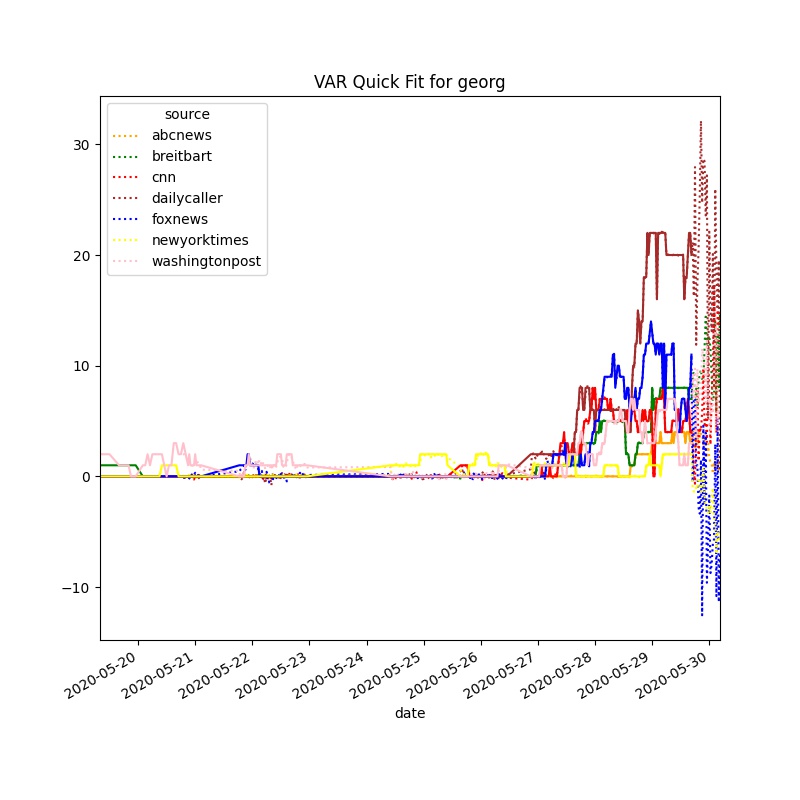 VAR Quick Fit for georg
source
abcnews
breitbart
cnn
dailycaller
foxnews
newyorktimes
washingtonpost
30
20
10
0
−10
2020-05-20
2020-05-21
2020-05-22
2020-05-23
2020-05-24
2020-05-25
2020-05-26
2020-05-27
2020-05-28
2020-05-29
2020-05-30
date